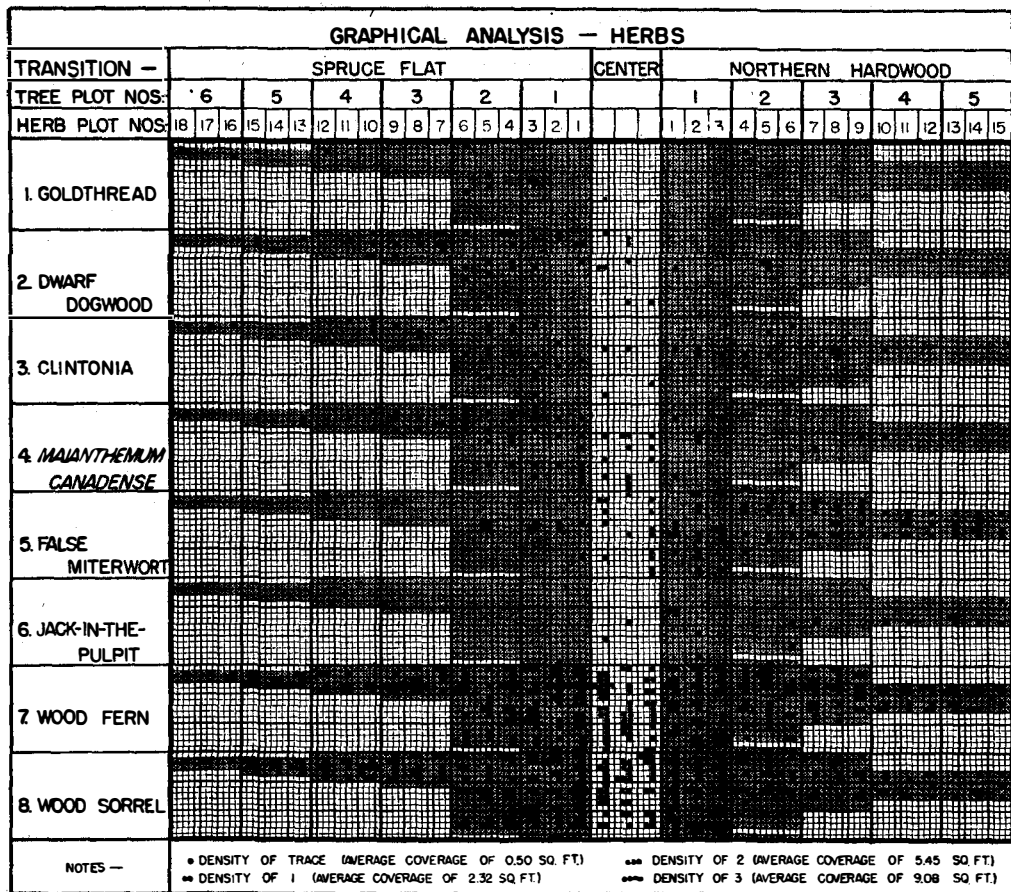 GRAPHICAL ANALYSIS — HERBS
TRANSITION — SPRUCE FLAT CENTER NORTHERN HARDWOOD
TREE PLOT NOS: 6 5 4 3 2 1 1 2 3 4 5
HERB PLOT NOS: 18 17 16 15 14 13 12 11 10 9 8 7 6 5 4 3 2 1 1 2 3 4 5 6 7 8 9 10 11 12 13 14 15
1. GOLDTHREAD
2. DWARF
DOGWOOD
3. CLINTONIA
4. MAIANTHEMUM
CANADENSE
5. FALSE
MITERWORT
6. JACK-IN-THE-
PULPIT
7. WOOD FERN
8. WOOD SORREL
NOTES — DENSITY OF TRACE (AVERAGE COVERAGE OF 0.50 SQ. FT.) DENSITY OF 2 (AVERAGE COVERAGE OF 5.45 SQ. FT.)
DENSITY OF 1 (AVERAGE COVERAGE OF 2.32 SQ. FT.) DENSITY OF 3 (AVERAGE COVERAGE OF 9.08 SQ. FT.)